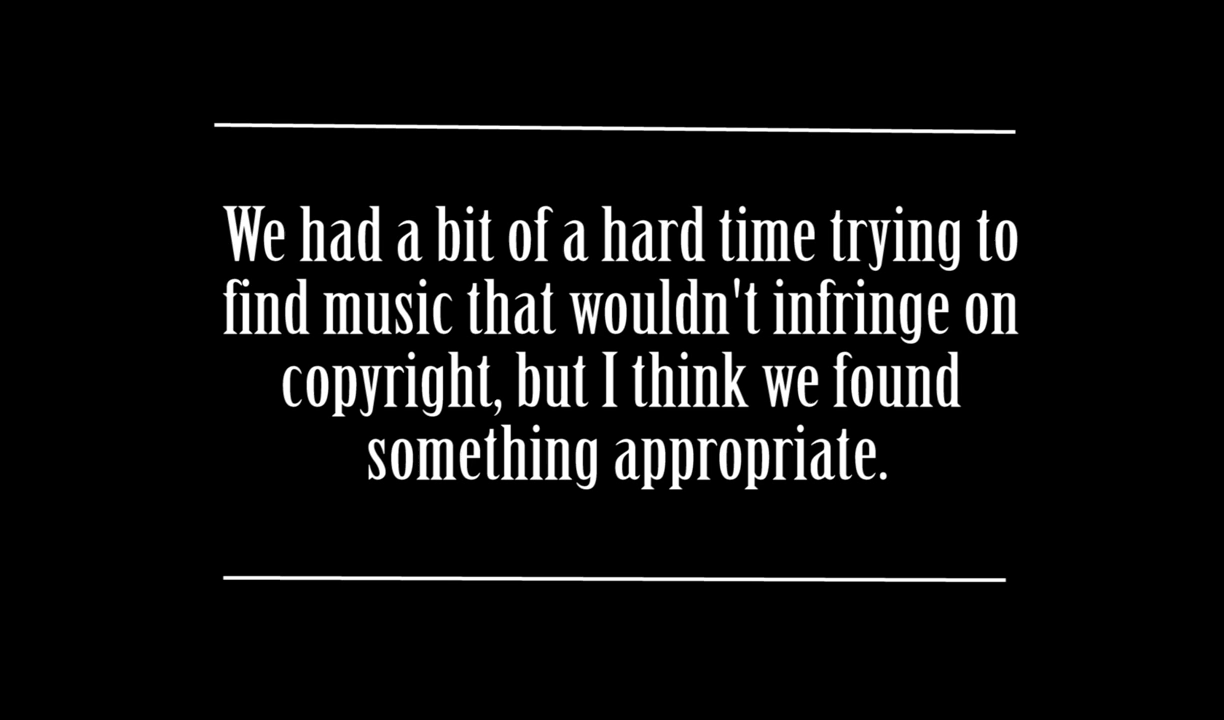 We had a bit of a hard time trying to
find music that wouldn't infringe on
copyright, but I think we found
something appropriate.